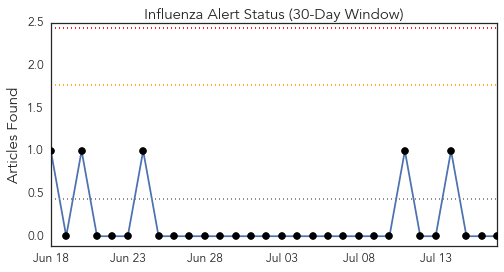 Influenza Alert Status (30-Day Window)
Articles Found
2.5
2.0
1.5
1.0
0.5
0.0
Jun 18 Jun 23 Jun 28 Jul 03 Jul 08 Jul 13